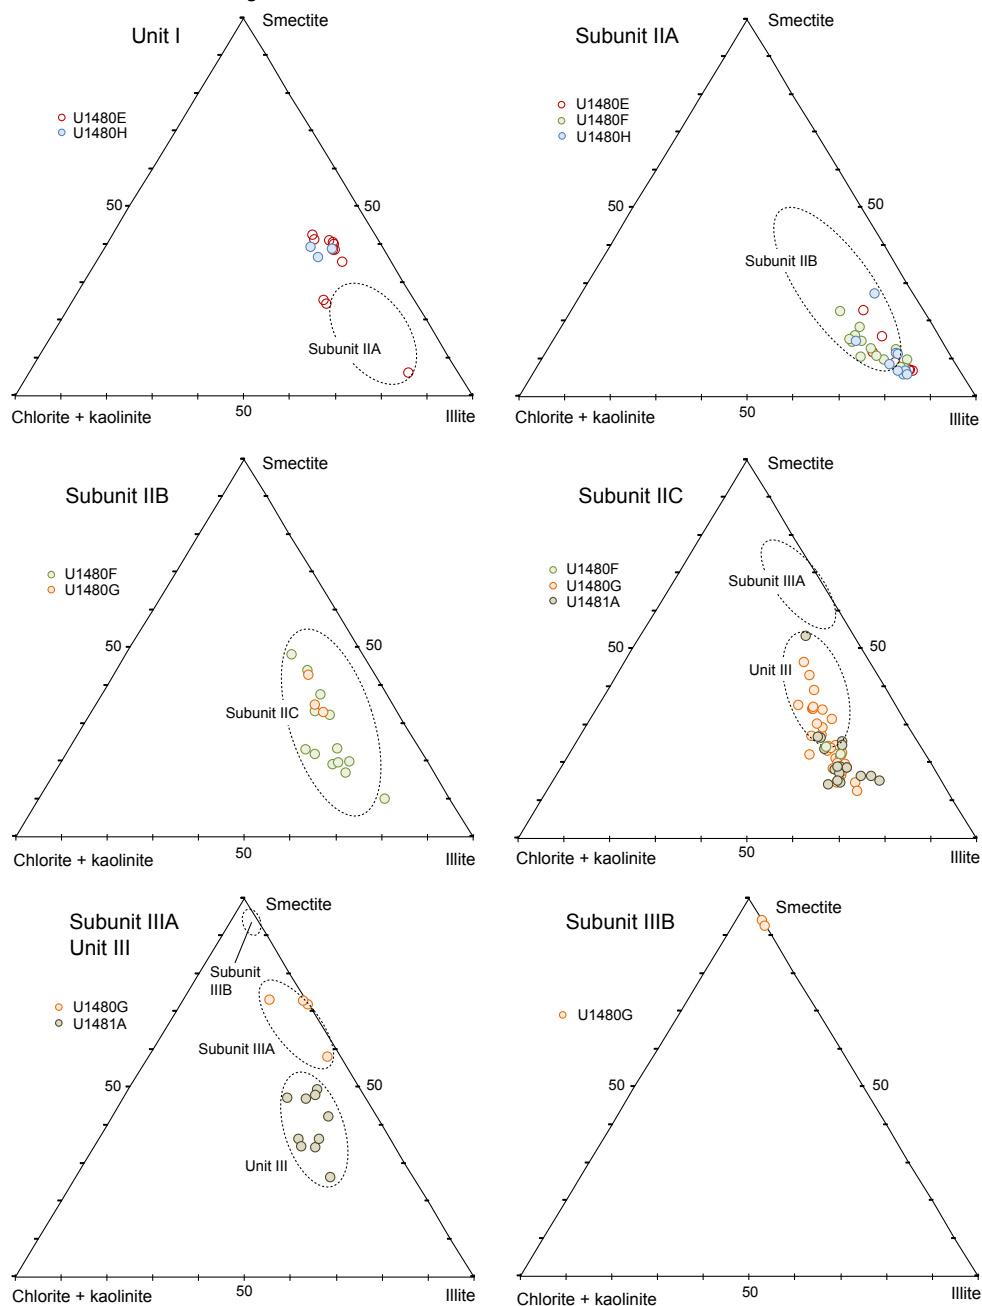 Unit I
Smectite
U1480E
U1480H
50
50
Subunit IIA
Chlorite + kaolinite
50
Illite
Subunit IIA
Smectite
U1480E
U1480F
U1480H
50
50
Subunit IIB
Chlorite + kaolinite
50
Illite
Subunit IIB
Smectite
U1480F
U1480G
50
50
Subunit IIC
Chlorite + kaolinite
50
Illite
Subunit IIC
Smectite
U1480F
U1480G
U1481A
Subunit IIIA
50
50
Unit III
Chlorite + kaolinite
50
Illite
Subunit IIIA
Unit III
Smectite
Subunit
IIIB
U1480G
U1481A
Subunit IIIA
50
50
Unit III
Chlorite + kaolinite
50
Illite
Subunit IIIB
Smectite
U1480G
50
50
Chlorite + kaolinite
50
Illite